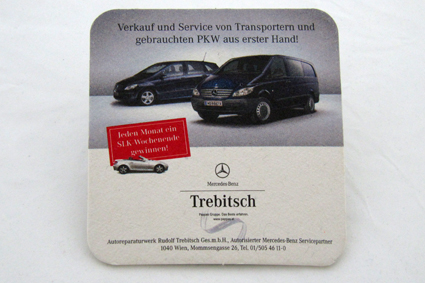 Verkauf und Service von Transportern und
gebrauchten PKW aus erster Hand!
Jeden Monat ein
SLK-Wochenende
gewinnen!
Mercedes-Benz
Trebitsch
Autoreparaturwerk Rudolf Trebitsch Ges.m.b.H., Autorisierter Mercedes-Benz Servicepartner
1040 Wien, Mommsengasse 26, Tel. 01/505 46 11-0